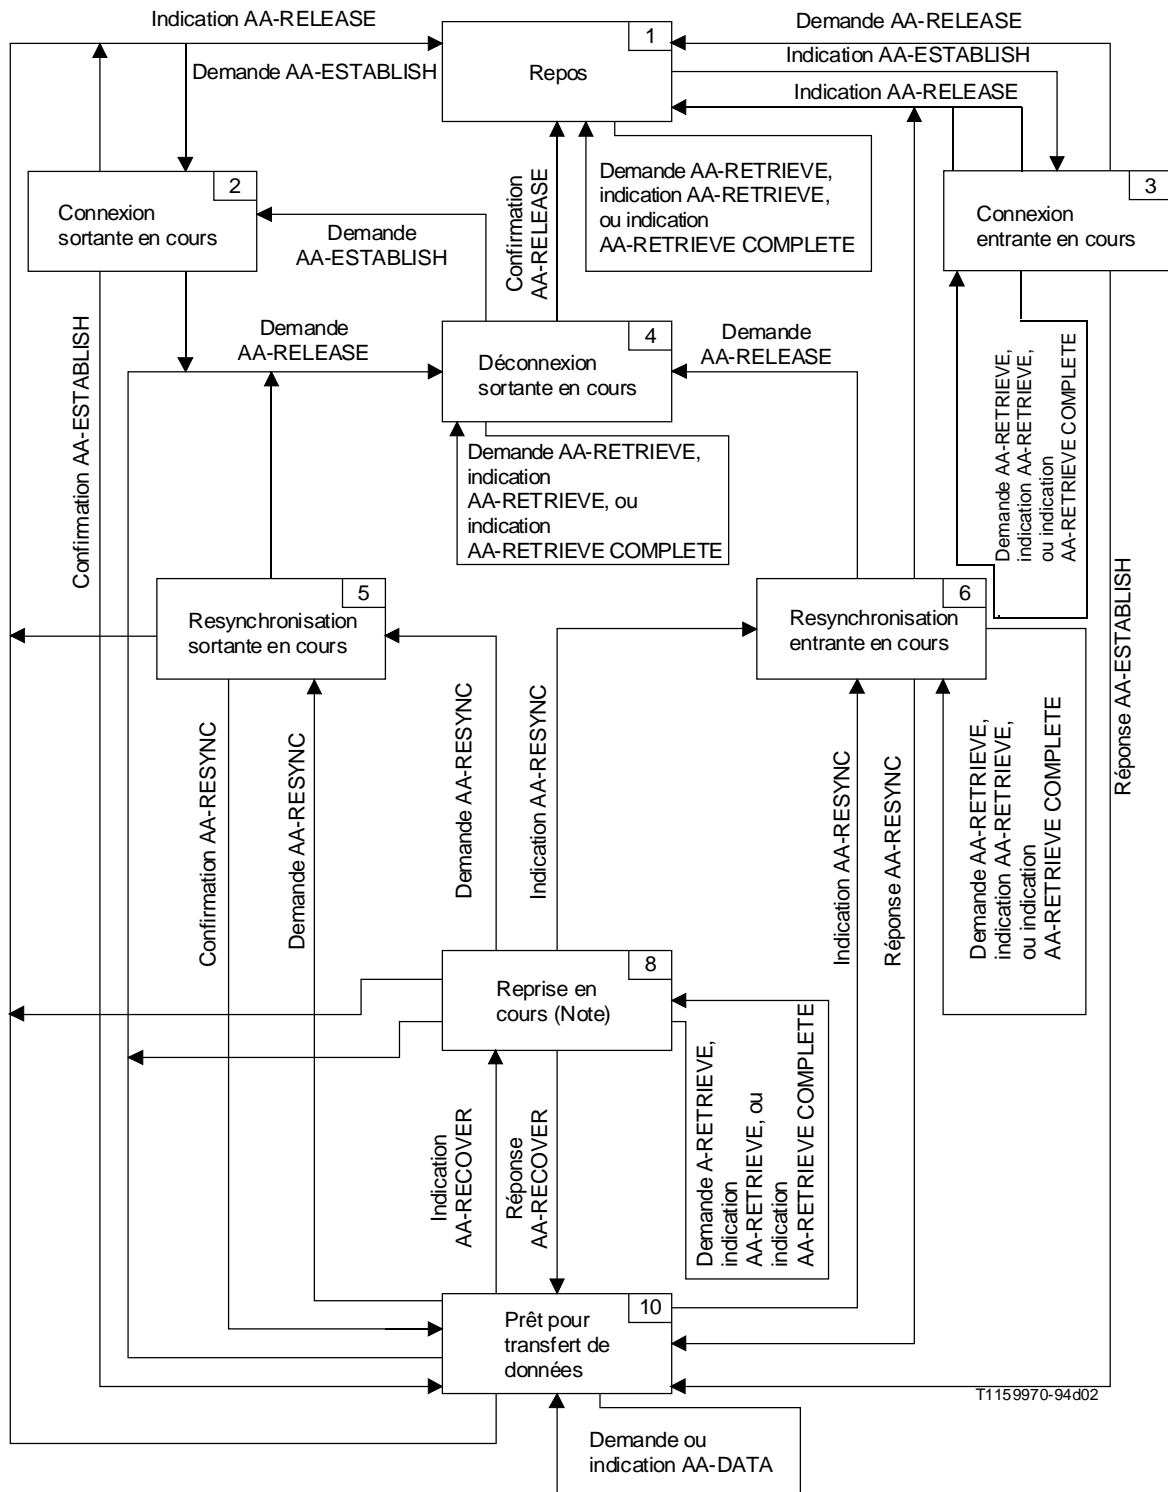 Indication AA-RELEASE
Demande AA-ESTABLISH
1
Repos
Demande AA-RELEASE
Indication AA-ESTABLISH
Indication AA-RELEASE
2
Connexion
sortante en cours
Demande
AA-ESTABLISH
Confirmation
AA-RELEASE
Demande AA-RETRIEVE,
indication AA-RETRIEVE,
ou indication
AA-RETRIEVE COMPLETE
3
Connexion
entrante en cours
Demande
AA-RELEASE
4
Déconnexion
sortante en cours
Demande
AA-RELEASE
Demande AA-RETRIEVE,
indication AA-RETRIEVE,
ou indication
AA-RETRIEVE COMPLETE
Confirmation AA-ESTABLISH
Demande AA-RETRIEVE,
indication
AA-RETRIEVE, ou
indication
AA-RETRIEVE COMPLETE
5
Resynchronisation
sortante en cours
6
Resynchronisation
entrante en cours
Réponse AA-ESTABLISH
Confirmation AA-RESYNC
Demande AA-RESYNC
Demande AA-RESYNC
Indication AA-RESYNC
Indication AA-RESYNC
Réponse AA-RESYNC
Demande AA-RETRIEVE,
indication AA-RETRIEVE,
ou indication
AA-RETRIEVE COMPLETE
8
Reprise en
cours (Note)
Indication
AA-RECOVER
Réponse
AA-RECOVER
Demande A-RETRIEVE,
indication
AA-RETRIEVE, ou
indication
AA-RETRIEVE COMPLETE
10
Prêt pour
transfert de
données
T1159970-94d02
Demande ou
indication AA-DATA